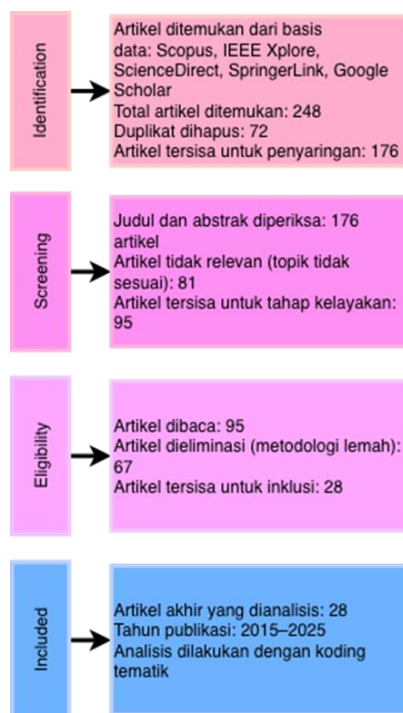 Identification
Artikel ditemukan dari basis
data: Scopus, IEEE Xplore,
ScienceDirect, SpringerLink, Google
Scholar
Total artikel ditemukan: 248
Duplikat dihapus: 72
Artikel tersisa untuk penyaringan: 176
Screening
Judul dan abstrak diperiksa: 176
artikel
Artikel tidak relevan (topik tidak
sesuai): 81
Artikel tersisa untuk tahap kelayakan:
95
Eligibility
Artikel dibaca: 95
Artikel dieliminasi (metodologi lemah):
67
Artikel tersisa untuk inklusi: 28
Included
Artikel akhir yang dianalisis: 28
Tahun publikasi: 2015–2025
Analisis dilakukan dengan koding
tematik